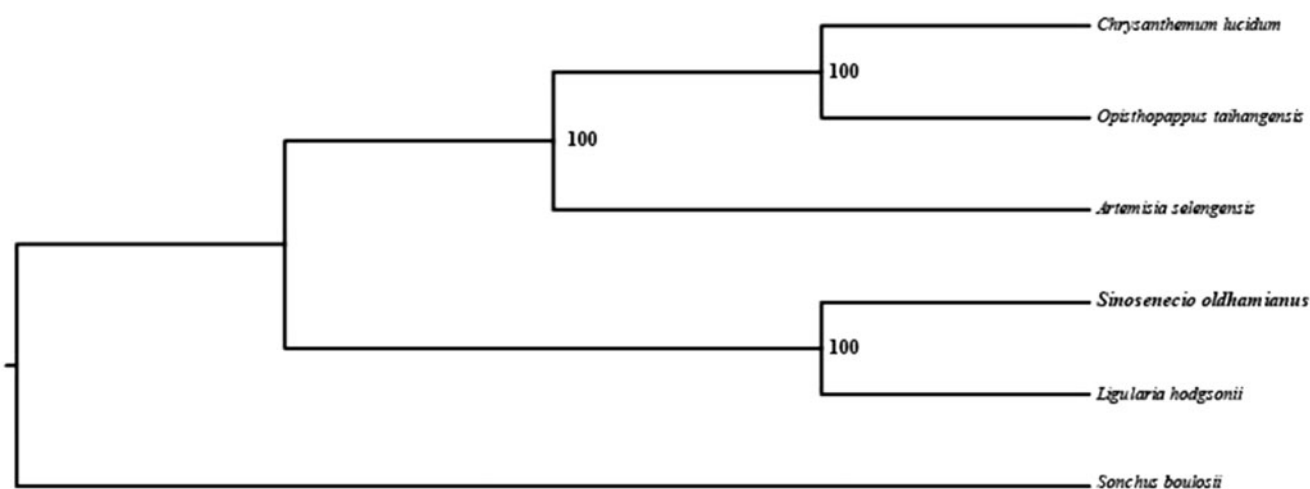 Chrysanthemum lucidum
100
Opisthopappus taihangensis
100
Artemisia selengensis
Sinosenecio oldhamianus
100
Ligularia hodgsonii
Sonchus boulosii